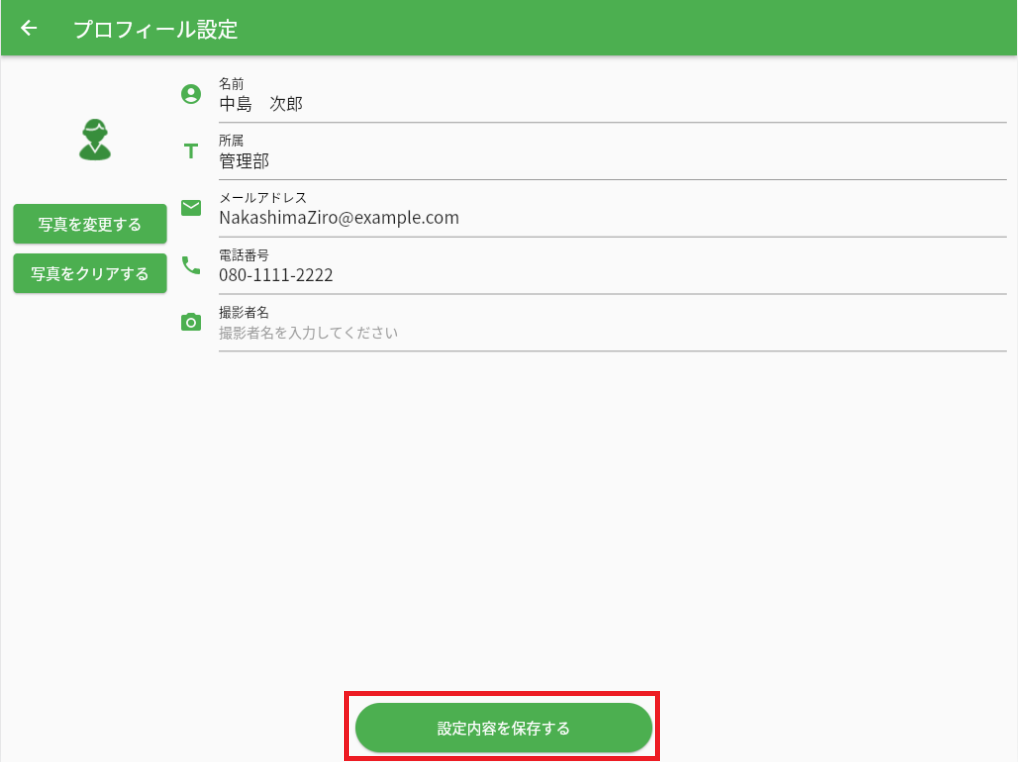 プロフィール設定
名前
中島　次郎
所属
管理部
写真を変更する
メールアドレス
NakashimaZiro@example.com
写真をクリアする
電話番号
080-1111-2222
撮影者名
撮影者名を入力してください
設定内容を保存する